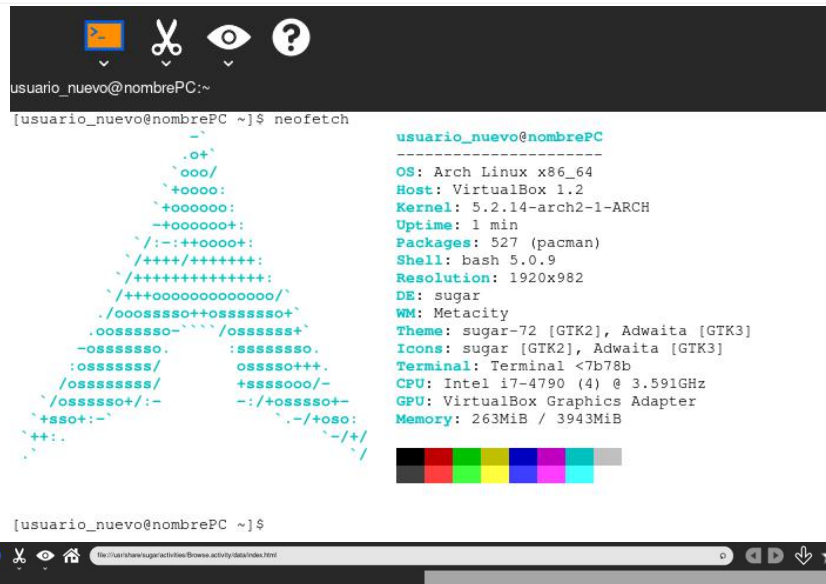 usuario_nuevo@nombrePC:~
[usuario_nuevo@nombrePC ~]$ neofetch
usuario_nuevo@nombrePC
----------------------
OS: Arch Linux x86_64
Host: VirtualBox 1.2
Kernel: 5.2.14-arch2-1-ARCH
Uptime: 1 min
Packages: 527 (pacman)
Shell: bash 5.0.9
Resolution: 1920x982
DE: sugar
WM: Metacity
Theme: sugar-72 [GTK2], Adwaita [GTK3]
Icons: sugar [GTK2], Adwaita [GTK3]
Terminal: Terminal <7b78b
CPU: Intel i7-4790 (4) @ 3.591GHz
GPU: VirtualBox Graphics Adapter
Memory: 263MiB / 3943MiB
[usuario_nuevo@nombrePC ~]$
file:///usr/share/sugar/activities/Browse.activity/data/index.html